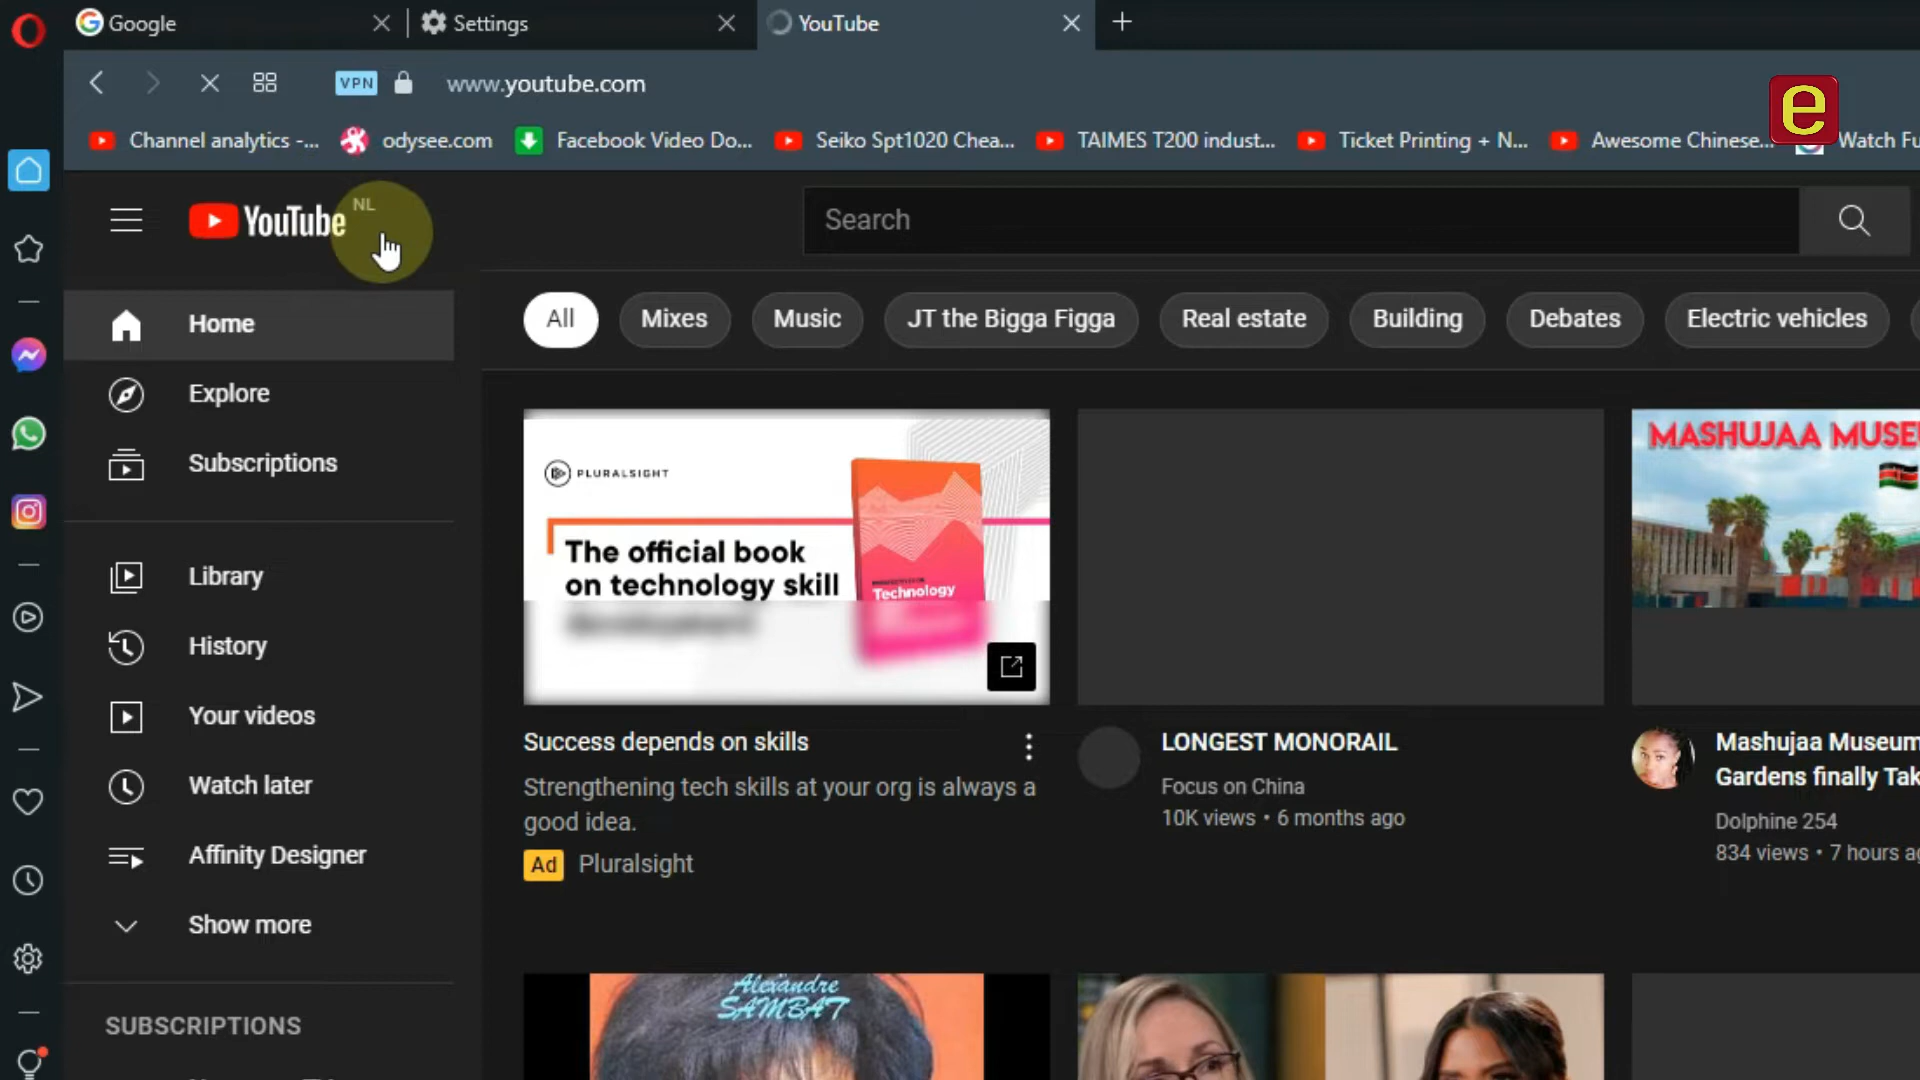 Google
Settings
YouTube
VPN
www.youtube.com
Channel analytics -...
odysee.com
Facebook Video Do...
Seiko Spt1020 Chea...
TAIMES T200 indust...
Ticket Printing + N...
Awesome Chinese...
Watch Fu
e
YouTube
NL
Search
Home
Explore
Subscriptions
Library
History
Your videos
Watch later
Affinity Designer
Show more
SUBSCRIPTIONS
All
Mixes
Music
JT the Bigga Figga
Real estate
Building
Debates
Electric vehicles
PLURALSIGHT
The official book
on technology skill
Technology
Success depends on skills
Strengthening tech skills at your org is always a
good idea.
Ad
Pluralsight
LONGEST MONORAIL
Focus on China
10K views • 6 months ago
MASHUJAA MUSE
Mashujaa Museum
Gardens finally Tak
Dolphine 254
834 views • 7 hours ag
Alexandre
SAMBAT